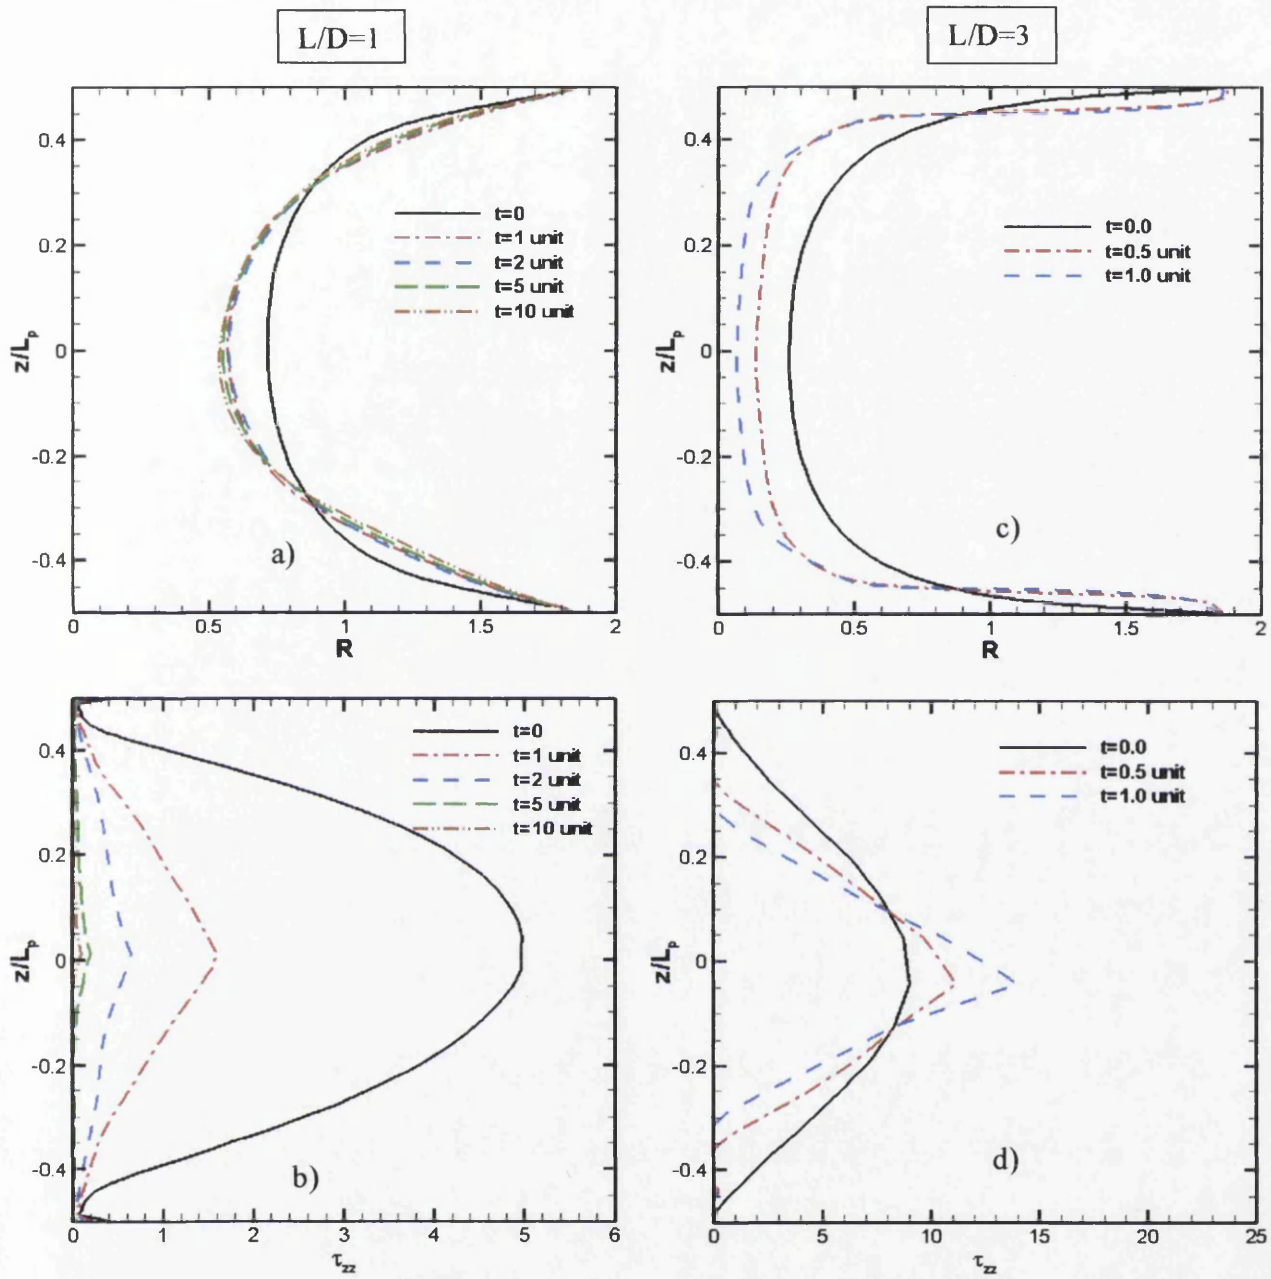 L/D=1
L/D=3
0.4
0.2
0
-0.2
-0.4
z/Lp
t=0
t=1 unit
t=2 unit
t=5 unit
t=10 unit
a)
0
0.5
1
1.5
2
R
0.4
0.2
0
-0.2
-0.4
z/Lp
t=0.0
t=0.5 unit
t=1.0 unit
c)
0
0.5
1
1.5
2
R
0.4
0.2
0
-0.2
-0.4
z/Lp
t=0
t=1 unit
t=2 unit
t=5 unit
t=10 unit
b)
0
1
2
3
4
5
6
τzz
0.4
0.2
0
-0.2
-0.4
z/Lp
t=0.0
t=0.5 unit
t=1.0 unit
d)
0
5
10
15
20
25
τzz